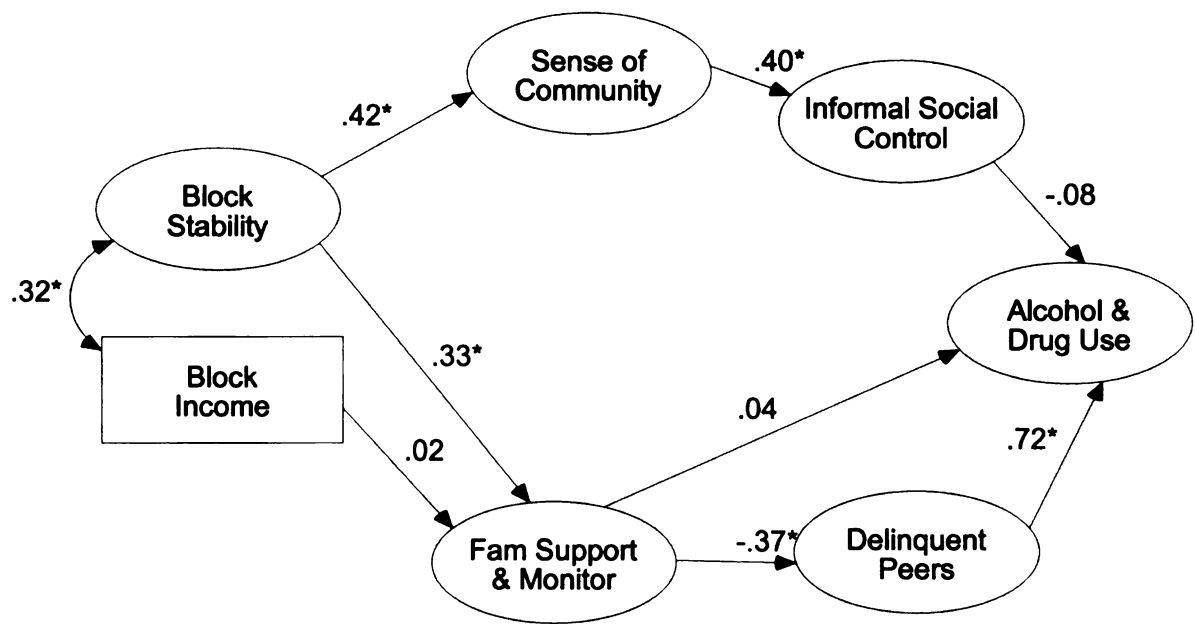 Sense of
Community
.40*
Informal Social
Control
.42*
Block
Stability
-.08
.32*
Alcohol &
Drug Use
Block
Income
.33*
.04
.02
.72*
Fam Support
& Monitor
-.37*
Delinquent
Peers